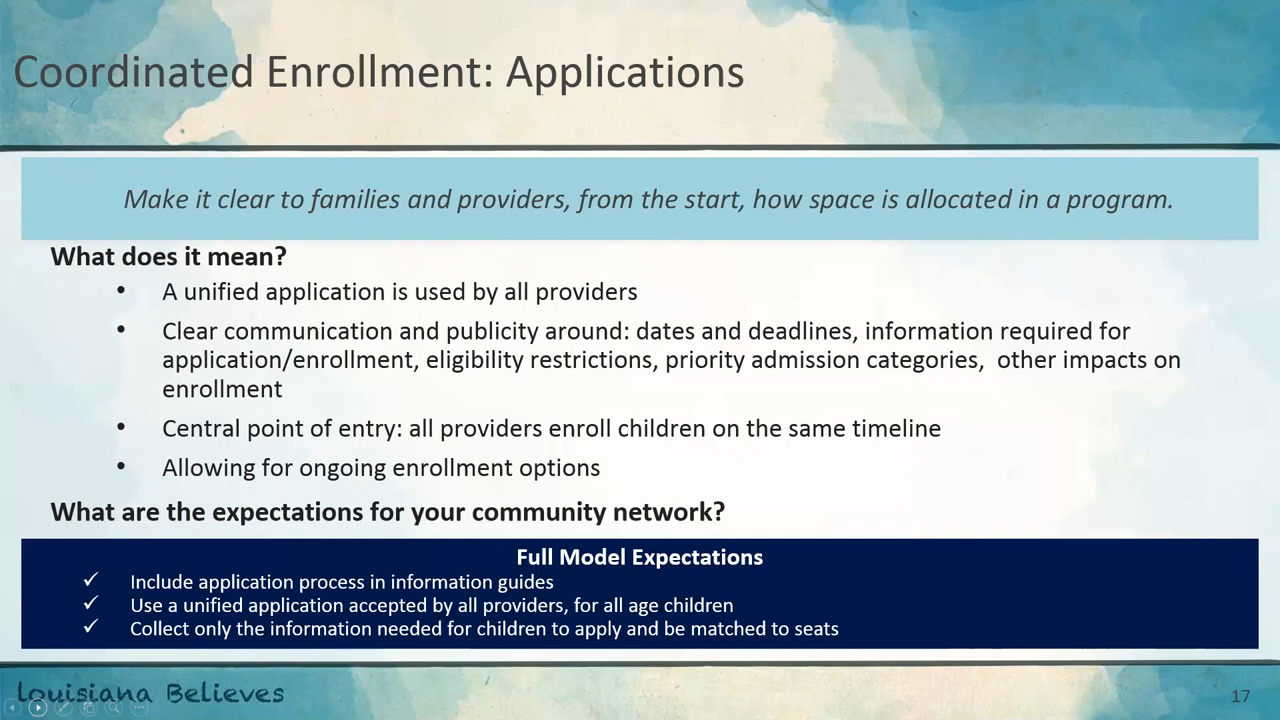 Coordinated Enrollment: Applications
Make it clear to families and providers, from the start, how space is allocated in a program.
What does it mean?
• A unified application is used by all providers
• Clear communication and publicity around: dates and deadlines, information required for
application/enrollment, eligibility restrictions, priority admission categories, other impacts on
enrollment
• Central point of entry: all providers enroll children on the same timeline
• Allowing for ongoing enrollment options
What are the expectations for your community network?
Full Model Expectations
✓ Include application process in information guides
✓ Use a unified application accepted by all providers, for all age children
✓ Collect only the information needed for children to apply and be matched to seats
Louisiana Believes
17